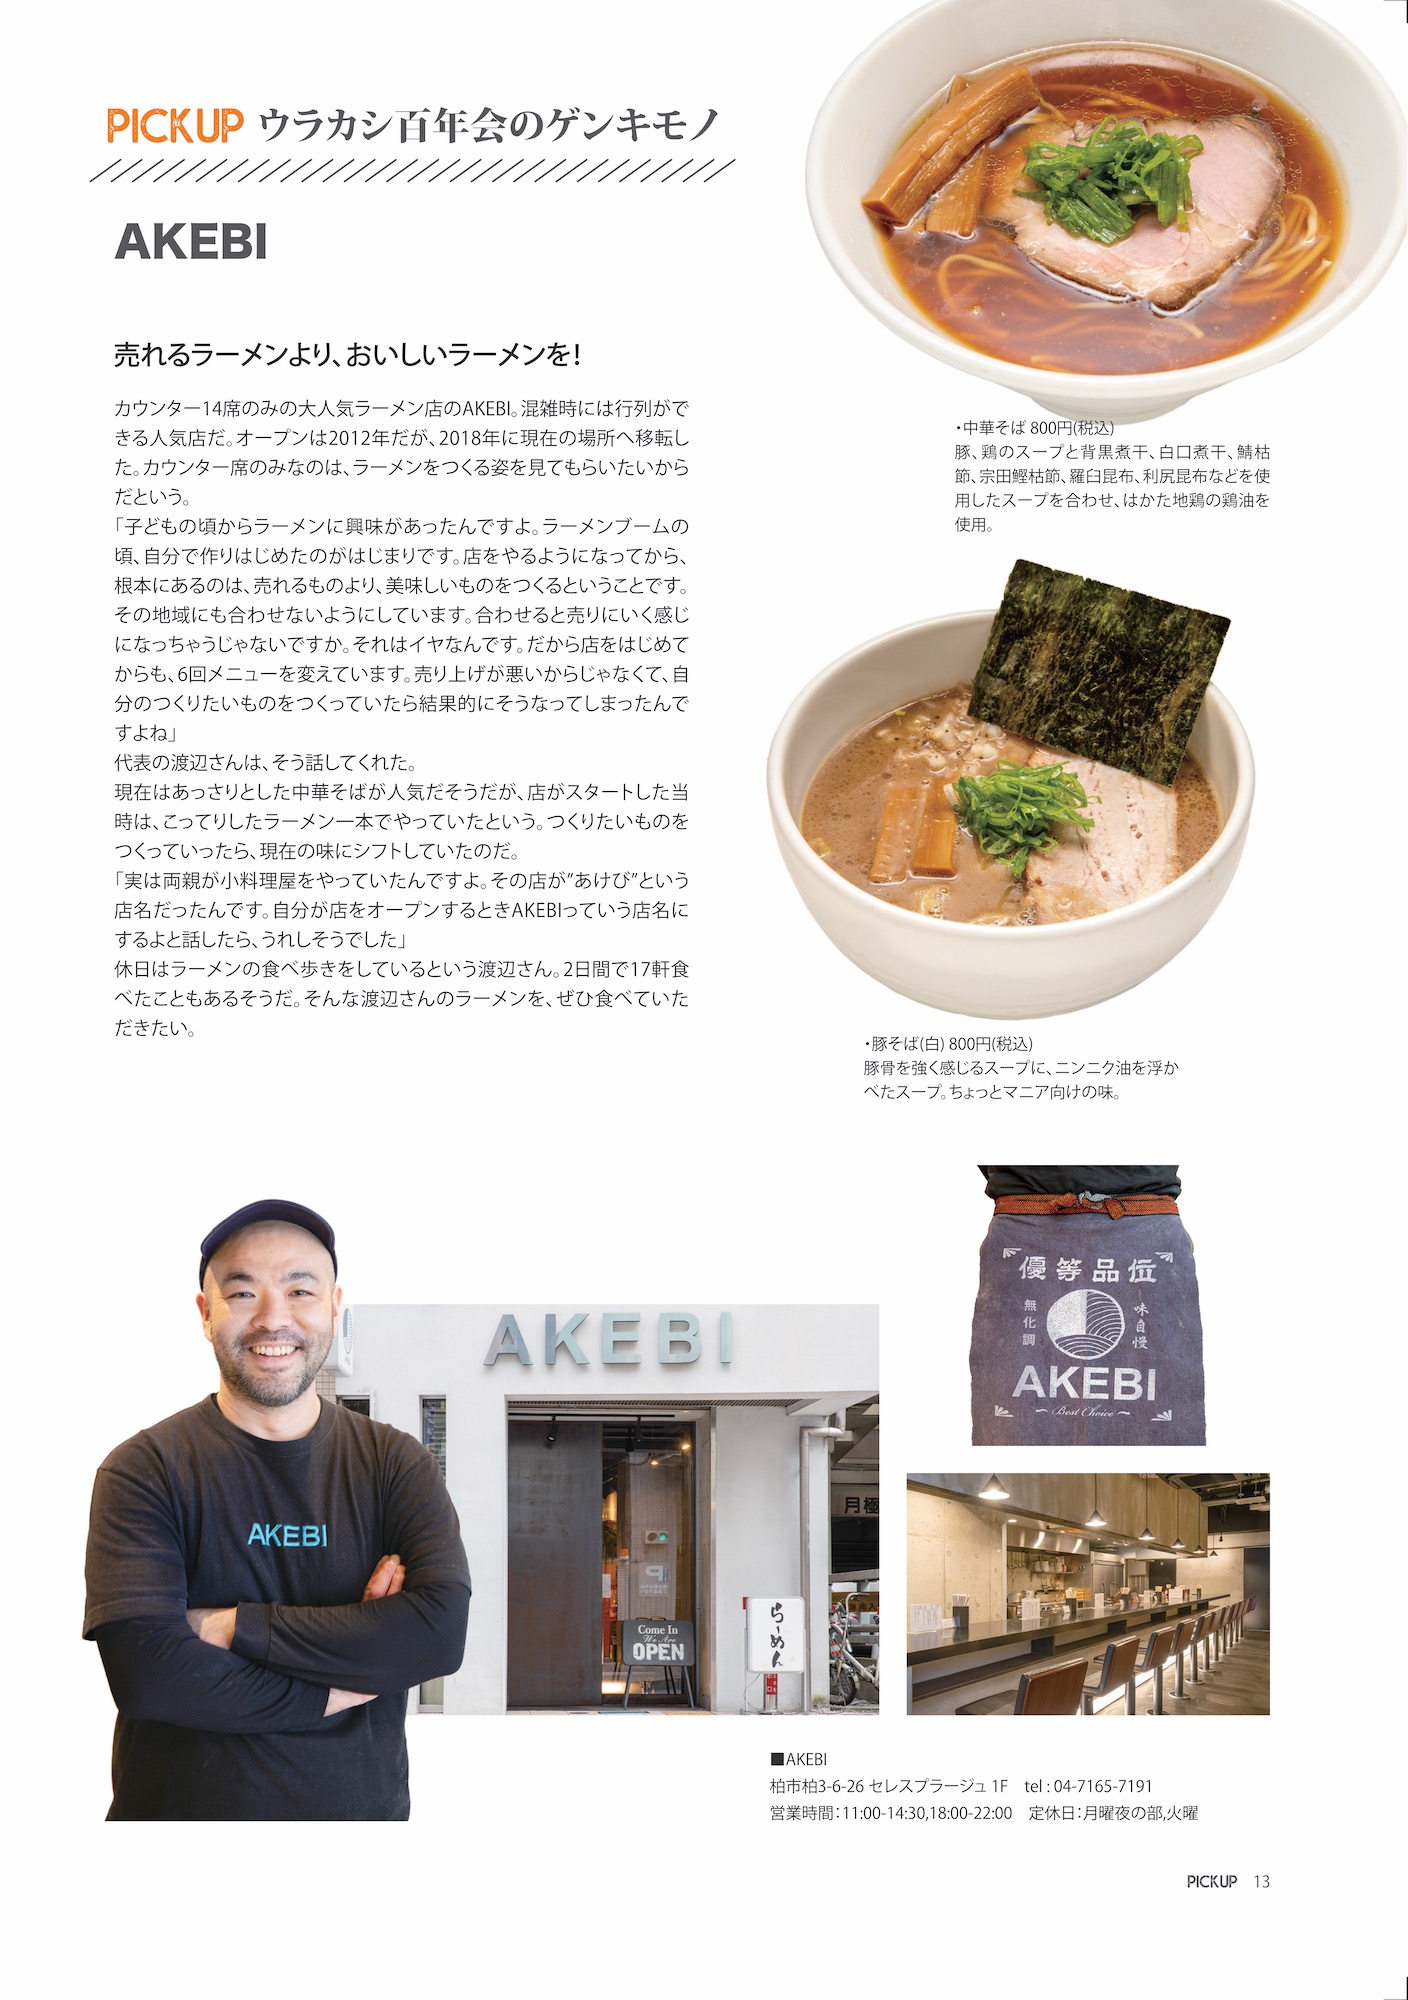 PICKUP ウラカシ百年会のゲンキモノ
AKEBI
売れるラーメンより、おいしいラーメンを！
カウンター14席のみの大人気ラーメン店のAKEBI。混雑時には行列がで
きる人気店だ。オープンは2012年だが、2018年に現在の場所へ移転し
た。カウンター席のみなのは、ラーメンをつくる姿を見てもらいたいから
だという。
「子どもの頃からラーメンに興味があったんですよ。ラーメンブームの
頃、自分で作りはじめたのがはじまりです。店をやるようになってから、
根本にあるのは、売れるものより、美味しいものをつくるということです。
その地域にも合わせないようにしています。合わせると売りにいく感じ
になっちゃうじゃないですか。それはイヤなんです。だから店をはじめて
からも、6回メニューを変えています。売り上げが悪いからじゃなくて、自
分のつくりたいものをつくっていたら結果的にそうなってしまったんで
すよね」
代表の渡辺さんは、そう話してくれた。
現在はあっさりとした中華そばが人気だそうだが、店がスタートした当
時は、こってりしたラーメン一本でやっていたという。つくりたいものを
つくっていったら、現在の味にシフトしていたのだ。
「実は両親が小料理屋をやっていたんですよ。その店が”あけび”という
店名だったんです。自分が店をオープンするときAKEBIっていう店名に
するよと話したら、うれしそうでした」
休日はラーメンの食べ歩きをしているという渡辺さん。2日間で17軒食
べたこともあるそうだ。そんな渡辺さんのラーメンを、ぜひ食べていた
だきたい。
・中華そば 800円(税込)
豚、鶏のスープと背黒煮干、白口煮干、鯖枯
節、宗田鰹枯節、羅臼昆布、利尻昆布などを使
用したスープを合わせ、はかた地鶏の鶏油を
使用。
・豚そば(白) 800円(税込)
豚骨を強く感じるスープに、ニンニク油を浮か
べたスープ。ちょっとマニア向けの味。
優等品位
無化調
味自慢
AKEBI
Best Choice
AKEBI
AKEBI
月極
Come In
We Are
OPEN
らーめん
■AKEBI
柏市柏3-6-26 セレスプラージュ 1F　tel : 04-7165-7191
営業時間：11:00-14:30,18:00-22:00　定休日：月曜夜の部,火曜
PICKUP 13